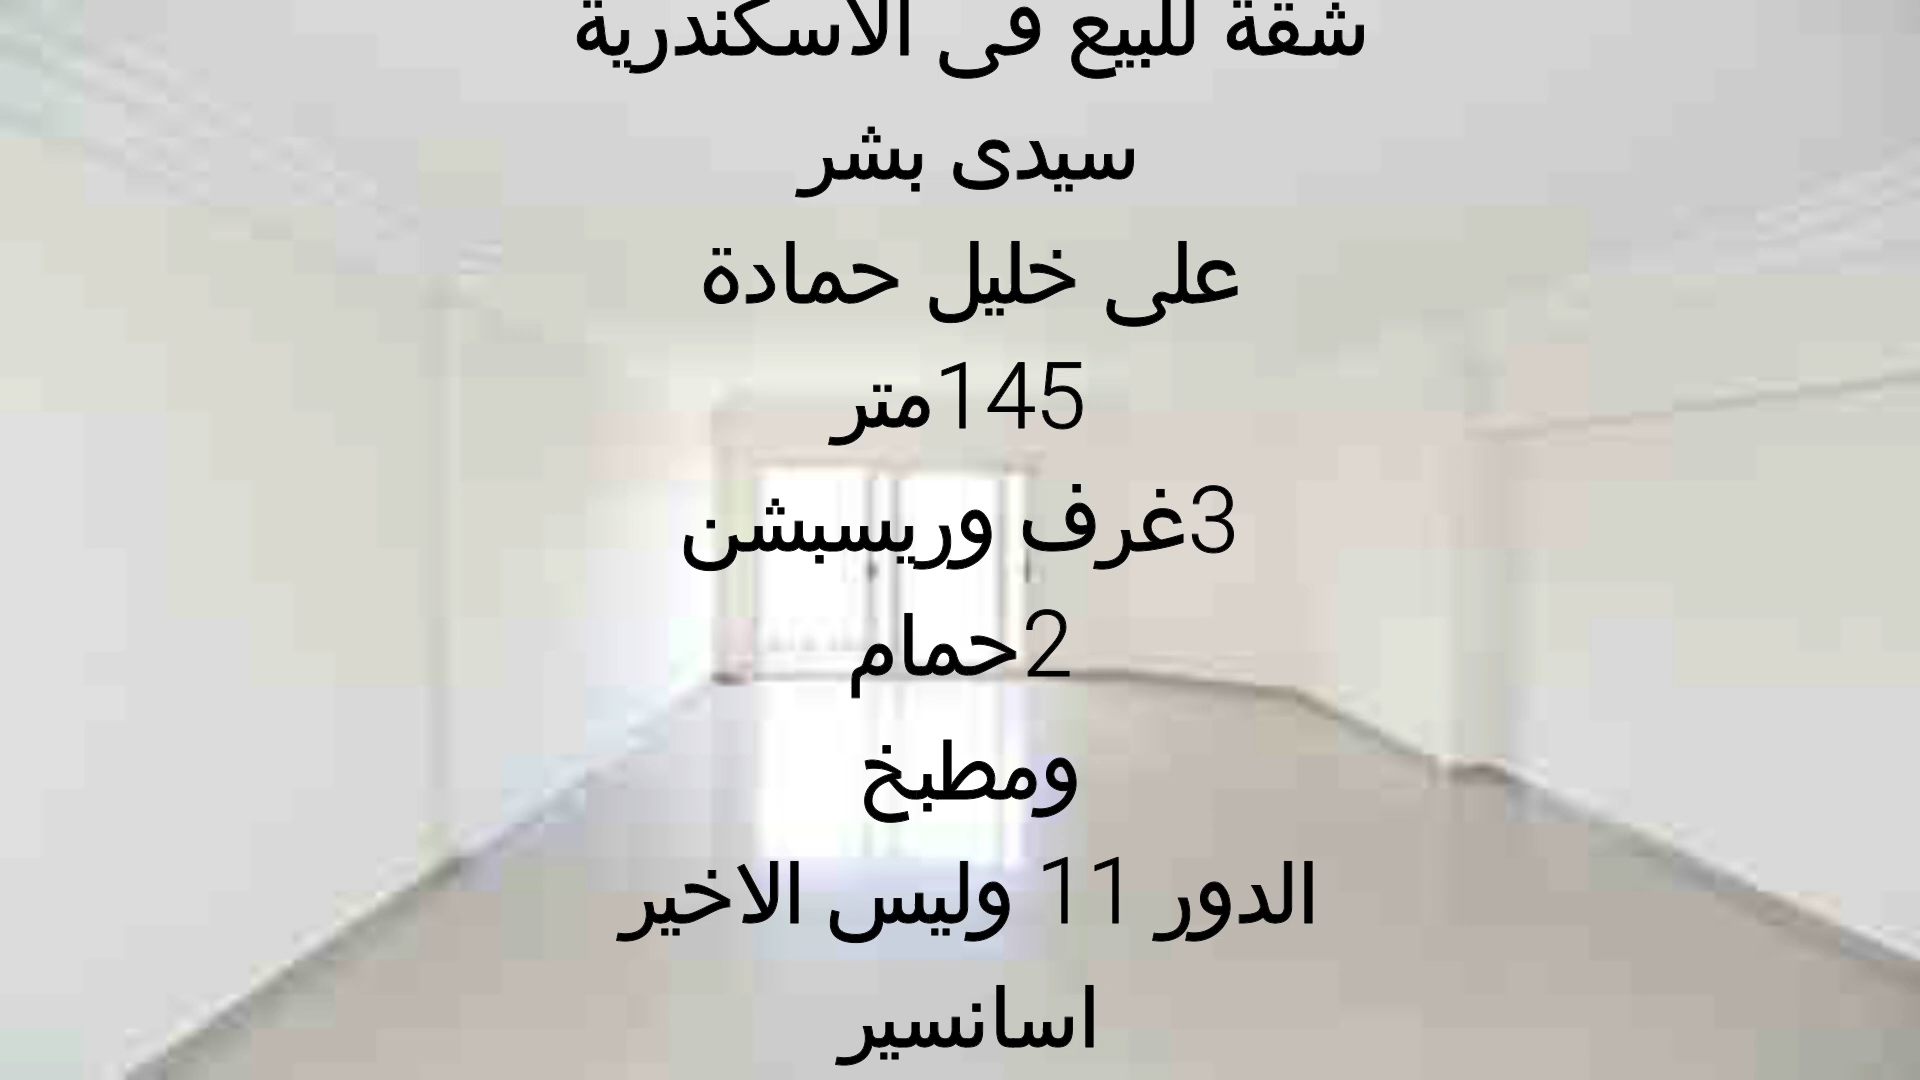 شقة للبيع فى الاسكندرية
سيدى بشر
على خليل حمادة
145متر
3غرف وريسبشن
2حمام
ومطبخ
الدور 11 وليس الاخير
اسانسير